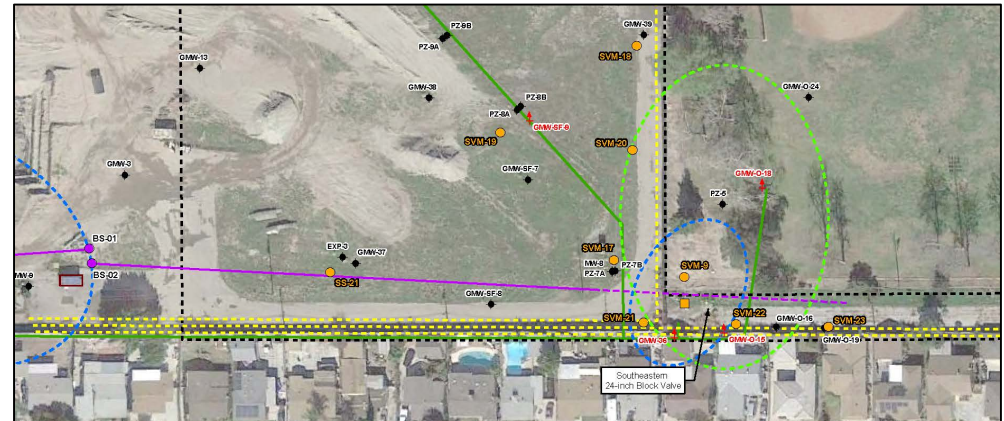 PZ-9B
PZ-9A
GMW-39
SVM-18
GMW-13
GMW-38
GMW-O-24
PZ-8B
PZ-8A
GMW-SF-9
SVM-19
SVM-20
GMW-3
GMW-SF-7
GMW-O-18
PZ-5
BS-01
EXP-3
GMW-37
SVM-17
MW-8
PZ-7B
PZ-7A
BS-02
SS-21
SVM-9
MW-9
GMW-SF-8
SVM-21
SVM-22
GMW-O-16
SVM-23
GMW-36
GMW-O-15
GMW-O-19
Southeastern
24-inch Block Valve